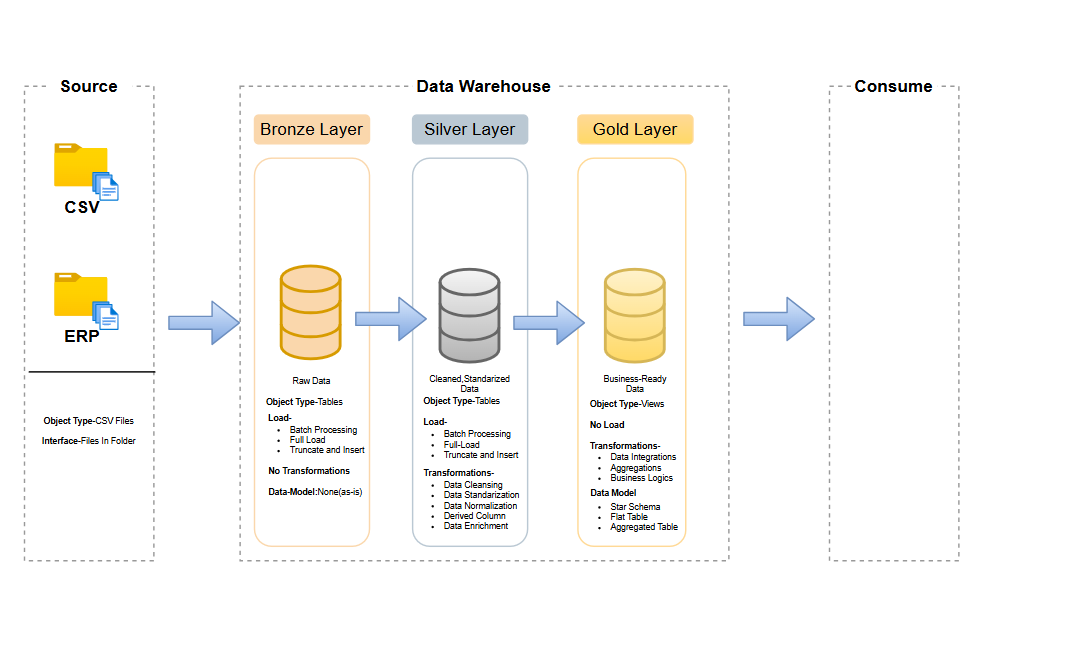 Source
CSV
ERP
Object Type-CSV Files
Interface-Files In Folder
Data Warehouse
Bronze Layer
Raw Data
Object Type-Tables
Load-
Batch Processing
Full Load
Truncate and Insert
No Transformations
Data-Model:None(as-is)
Silver Layer
Cleaned,Standarized
Data
Object Type-Tables
Load-
Batch Processing
Full-Load
Truncate and Insert
Transformations-
Data Cleansing
Data Standarization
Data Normalization
Derived Column
Data Enrichment
Gold Layer
Business-Ready
Data
Object Type-Views
No Load
Transformations-
Data Integrations
Aggregations
Business Logics
Data Model
Star Schema
Flat Table
Aggregated Table
Consume